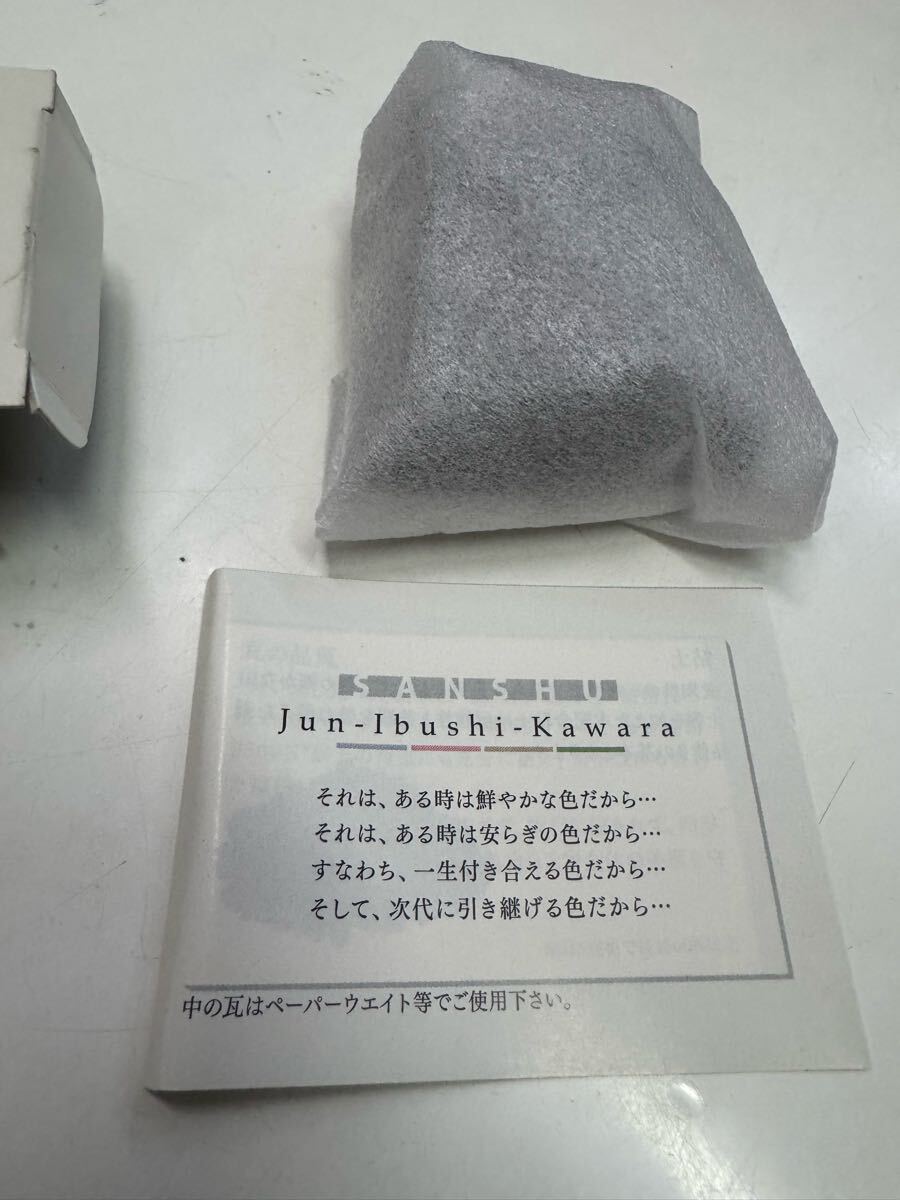 SANSHU
Jun-Ibushi-Kawara
それは、ある時は鮮やかな色だから…
それは、ある時は安らぎの色だから…
すなわち、一生付き合える色だから…
そして、次代に引き継げる色だから…
中の瓦はペーパーウエイト等でご使用下さい。